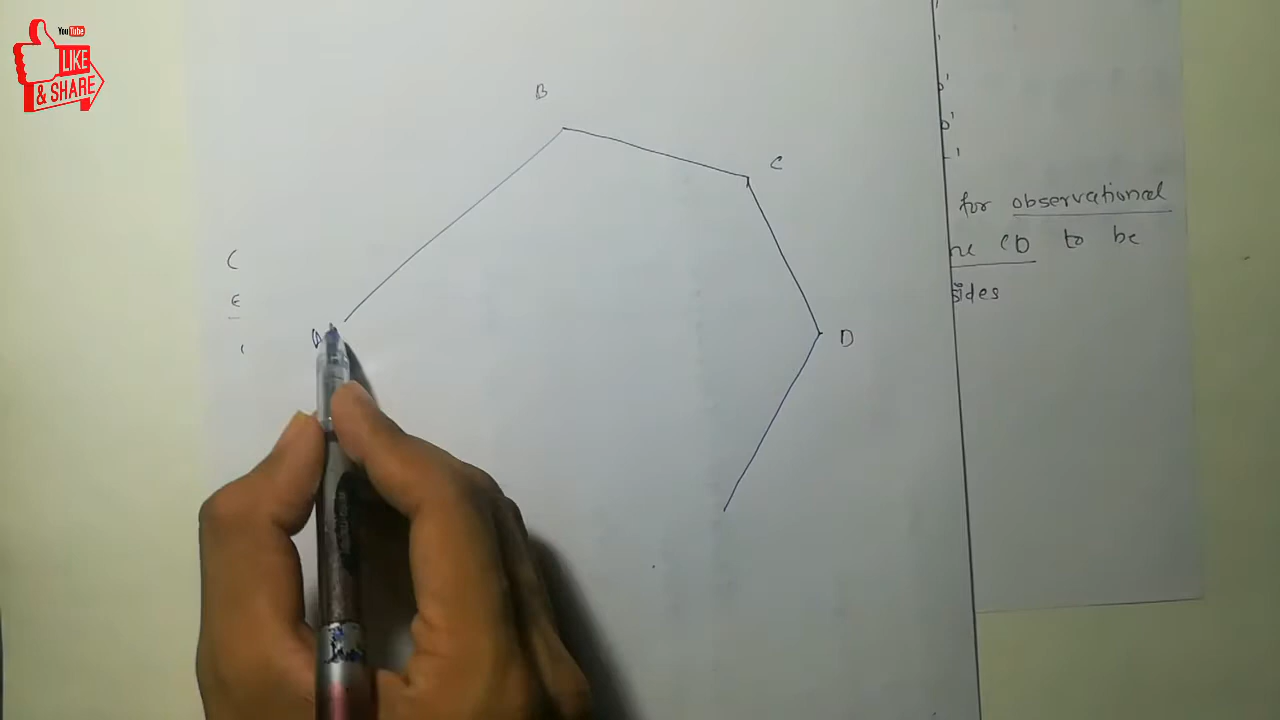 YouTube
LIKE
& SHARE
B
C
D
C
E
for observational
CD to be
sides